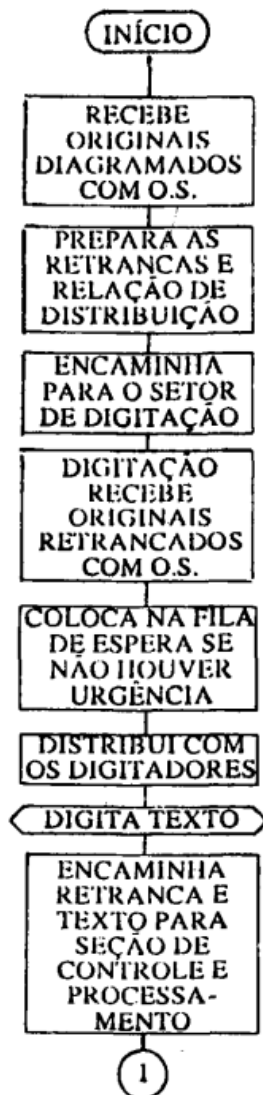 INÍCIO
RECEBE
ORIGINAIS
DIAGRAMADOS
COM O.S.
PREPARA AS
RETRANCAS E
RELAÇÃO DE
DISTRIBUIÇÃO
ENCAMINHA
PARA O SETOR
DE DIGITAÇÃO
DIGITAÇÃO
RECEBE
ORIGINAIS
RETRANCADOS
COM O.S.
COLOCA NA FILA
DE ESPERA SE
NÃO HOUVER
URGÊNCIA
DISTRIBUI COM
OS DIGITADORES
DIGITA TEXTO
ENCAMINHA
RETRANCA E
TEXTO PARA
SEÇÃO DE
CONTROLE E
PROCESSA-
MENTO
1